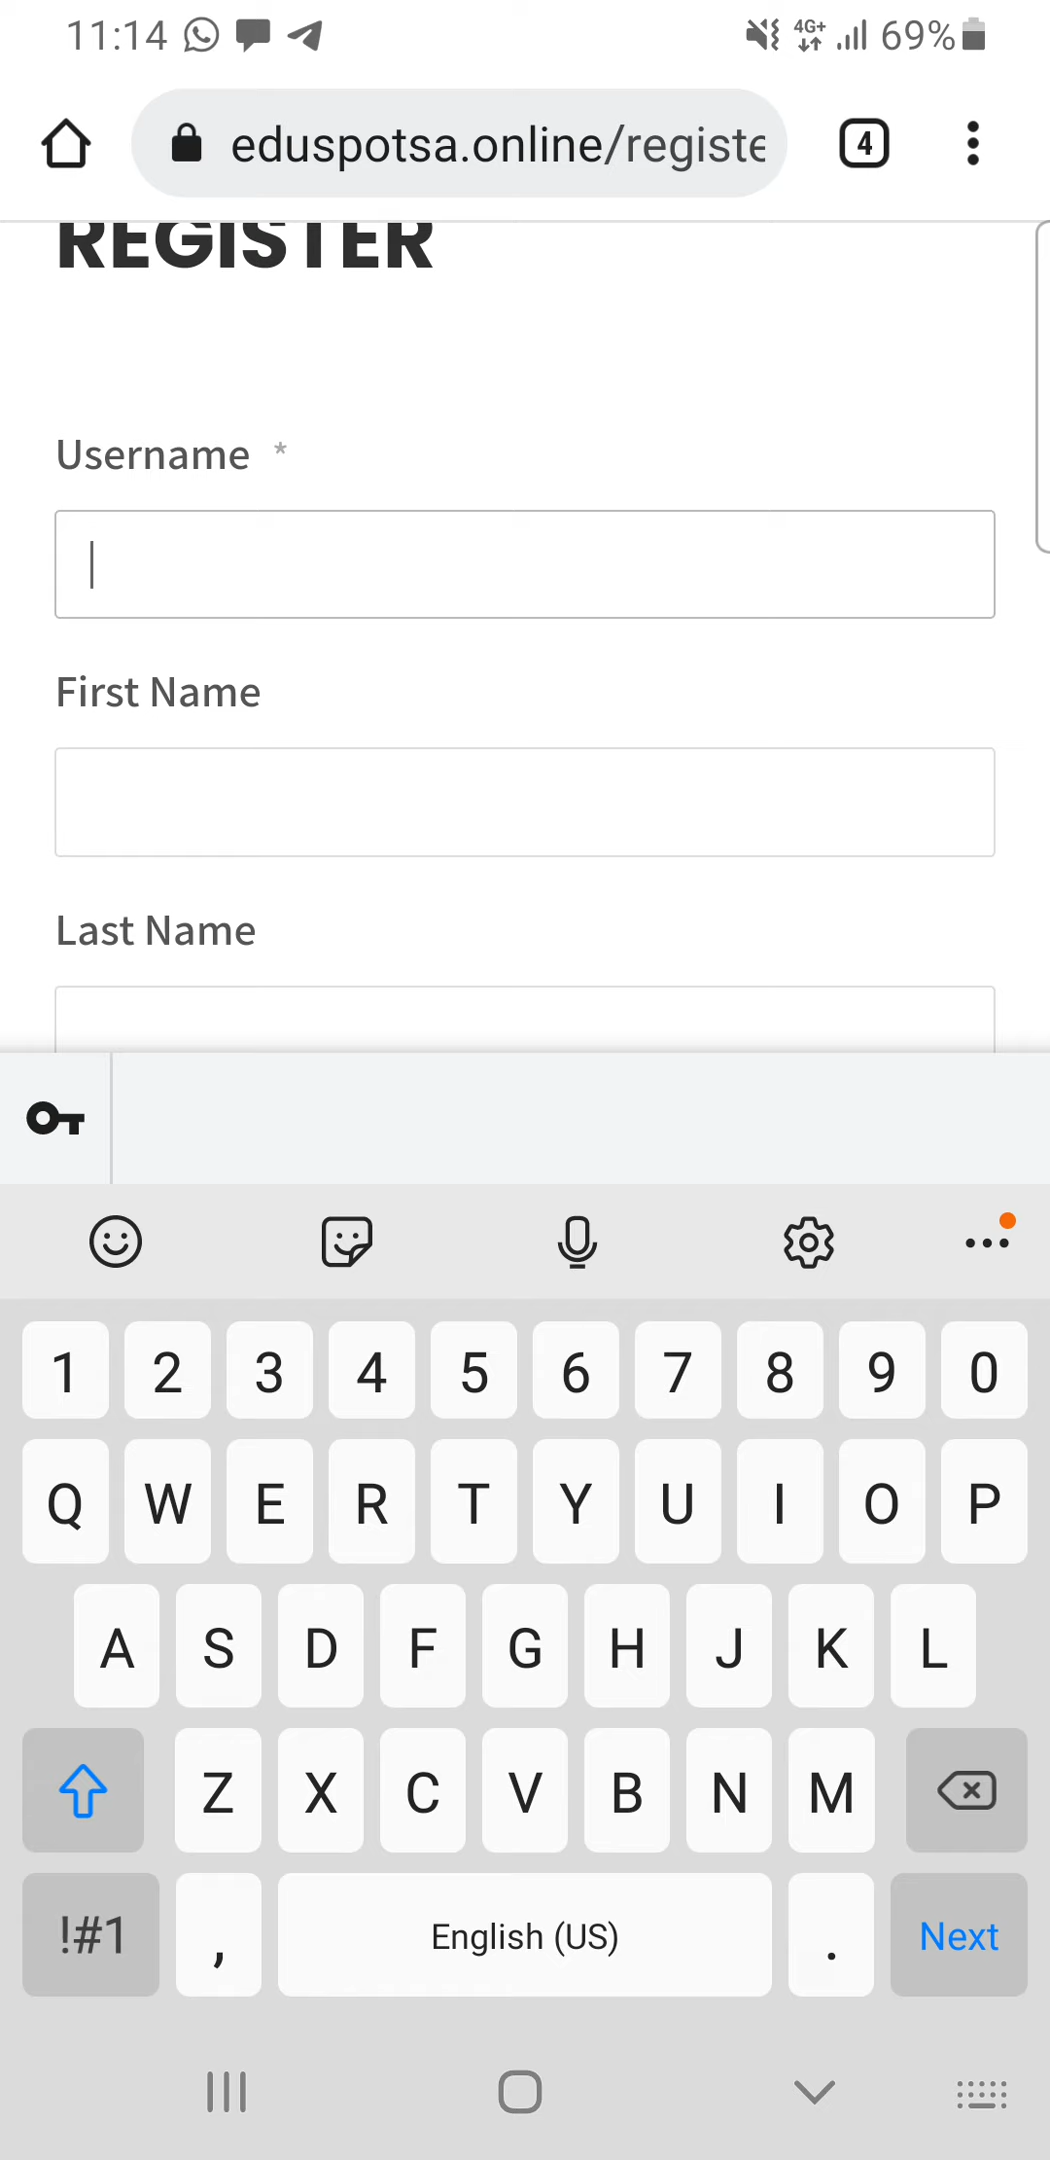 11:14 4G+ 69%
eduspotsa.online/registe 4
REGISTER
Username *
First Name
Last Name
1 2 3 4 5 6 7 8 9 0
Q W E R T Y U I O P
A S D F G H J K L
Z X C V B N M
!#1 , English (US) . Next